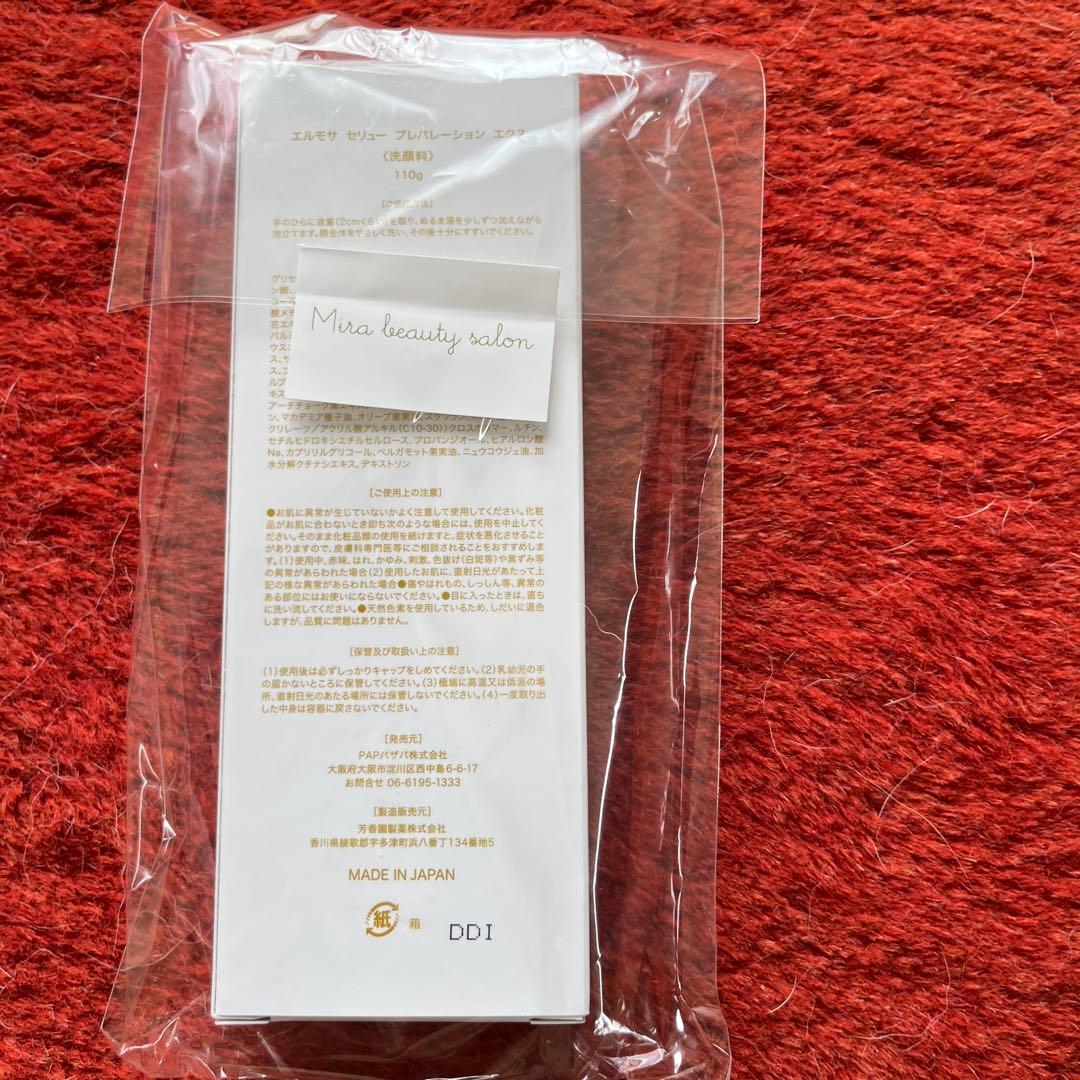 エルモサ セリュー プレパレーション エクス
〈洗顔料〉
110g
[ご使用方法]
手のひらに適量(2cmくらい)を取り、ぬるま湯を少しずつ加えながら
泡立てます。顔全体をやさしく洗い、その後十分にすすいでください。
グリセ
ン酸、
コー
酸メチ
花エキ
パルミ
ウスエ
ス、サ
ス、
ルブ
キス
Mira beauty salon
アーチチョーク葉エキ
ン、マカデミア種子油、オリーブ果実
クリレーツ/アクリル酸アルキル(C10-30))クロスポリマー、ルチン、
セチルヒドロキシエチルセルロース、プロパンジオール、ヒアルロン酸
Na、カプリリルグリコール、ベルガモット果実油、ニュウコウジュ油、加
水分解クチナシエキス、デキストリン
[ご使用上の注意]
●お肌に異常が生じていないかよく注意して使用してください。化粧
品がお肌に合わないとき即ち次のような場合には、使用を中止してく
ださい。そのまま化粧品類の使用を続けますと、症状を悪化させること
がありますので、皮膚科専門医等にご相談されることをおすすめしま
す。(1)使用中、赤味、はれ、かゆみ、刺激、色抜け(白斑等)や黒ずみ等
の異常があらわれた場合(2)使用したお肌に、直射日光があたって上
記の様な異常があらわれた場合●傷やはれもの、しっしん等、異常の
ある部位にはお使いにならないでください。●目に入ったときは、直ち
に洗い流してください。●天然色素を使用しているため、しだいに退色
しますが、品質に問題はありません。
[保管及び取扱い上の注意]
(1)使用後は必ずしっかりキャップをしめてください。(2)乳幼児の手
の届かないところに保管してください。(3)極端に高温又は低温の場
所、直射日光のあたる場所には保管しないでください。(4)一度取り出
した中身は容器に戻さないでください。
[発売元]
PAPパザパ株式会社
大阪府大阪市淀川区西中島6-6-17
お問合せ 06-6195-1333
[製造販売元]
芳香園製薬株式会社
香川県綾歌郡宇多津町浜八番丁134番地5
MADE IN JAPAN
紙 箱 DDI